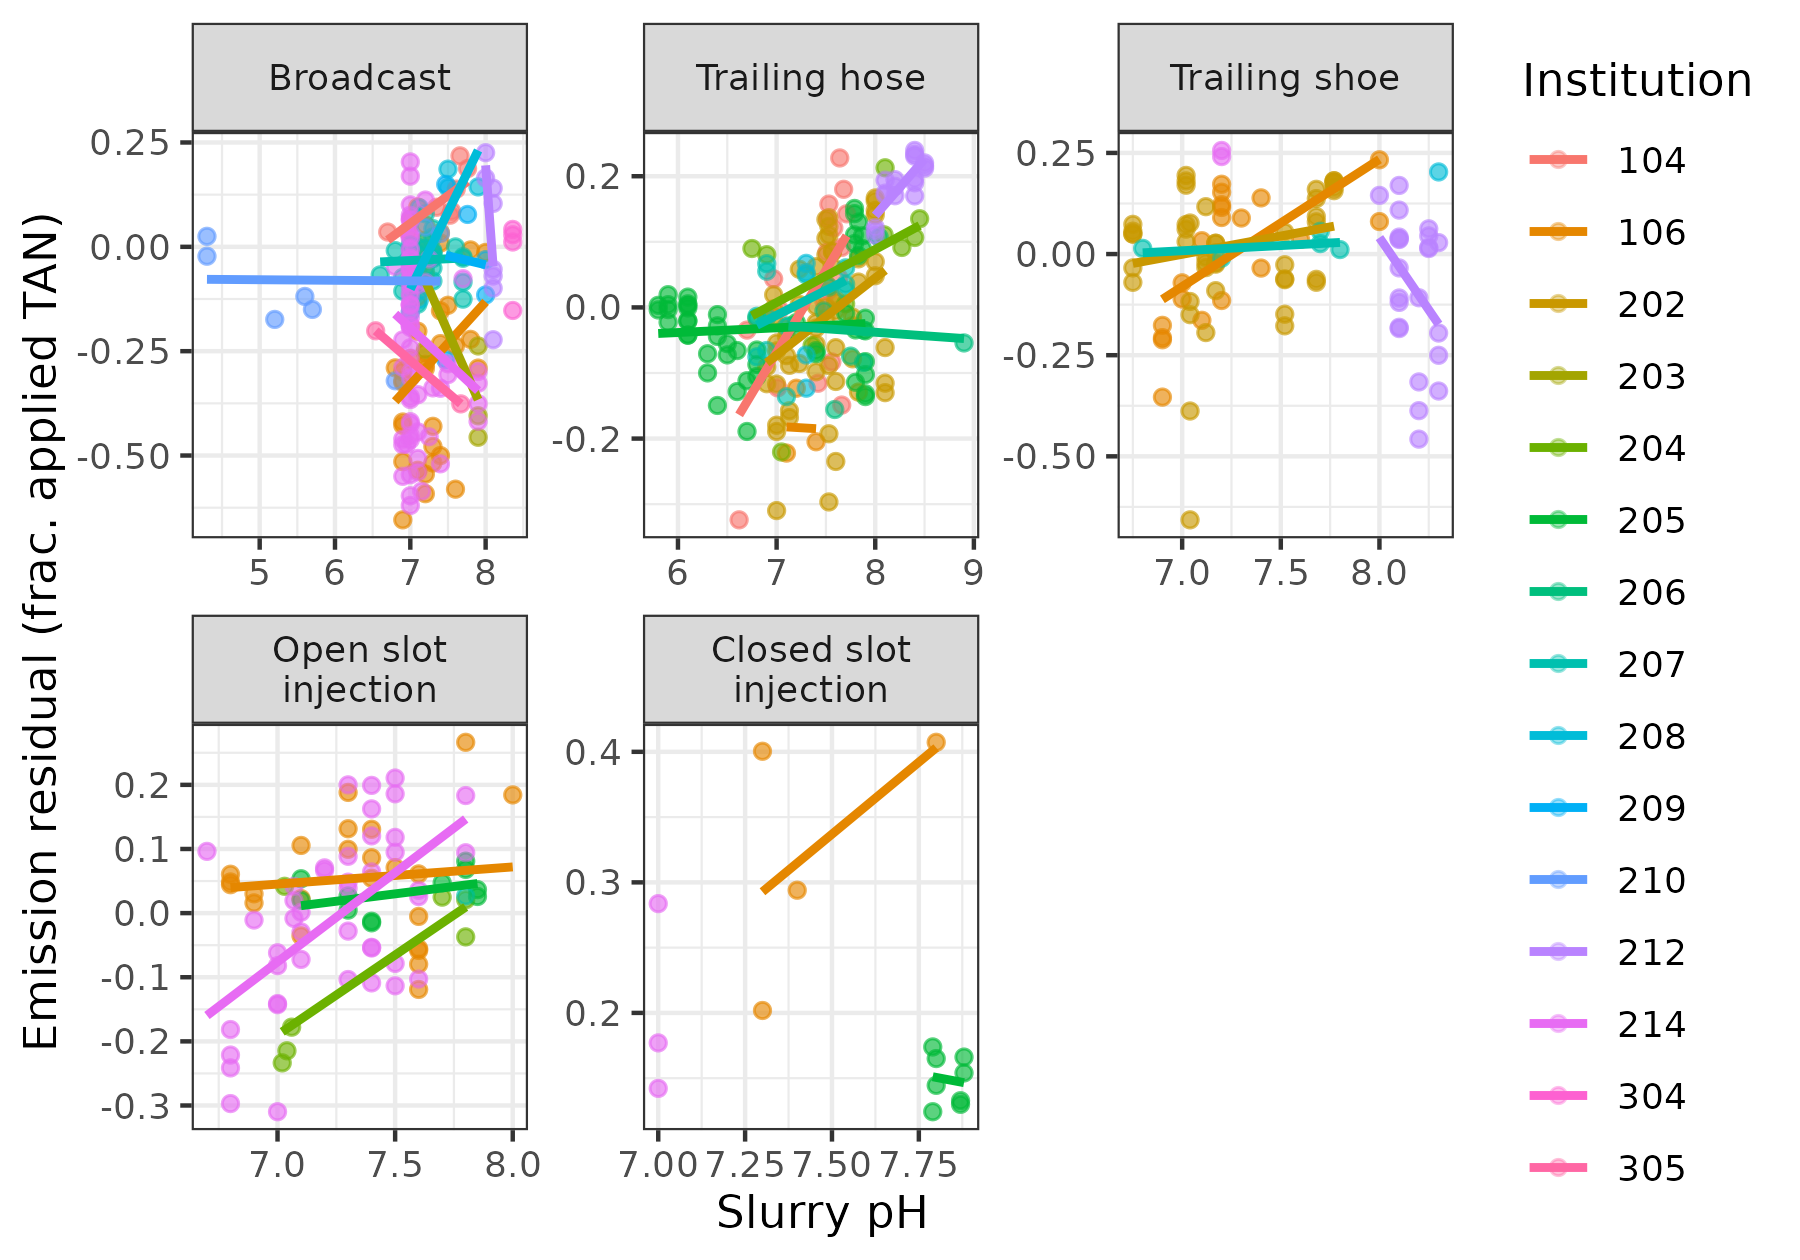 Broadcast
Trailing hose
Trailing shoe
Institution
104
106
202
203
204
205
206
207
208
209
210
212
214
304
305
Emission residual (frac. applied TAN)
0.25
0.00
-0.25
-0.50
5 6 7 8
0.2
0.0
-0.2
6 7 8 9
0.25
0.00
-0.25
-0.50
7.0 7.5 8.0
Open slot
injection
Closed slot
injection
0.2
0.1
0.0
-0.1
-0.2
-0.3
7.0 7.5 8.0
0.4
0.3
0.2
7.00 7.25 7.50 7.75
Slurry pH